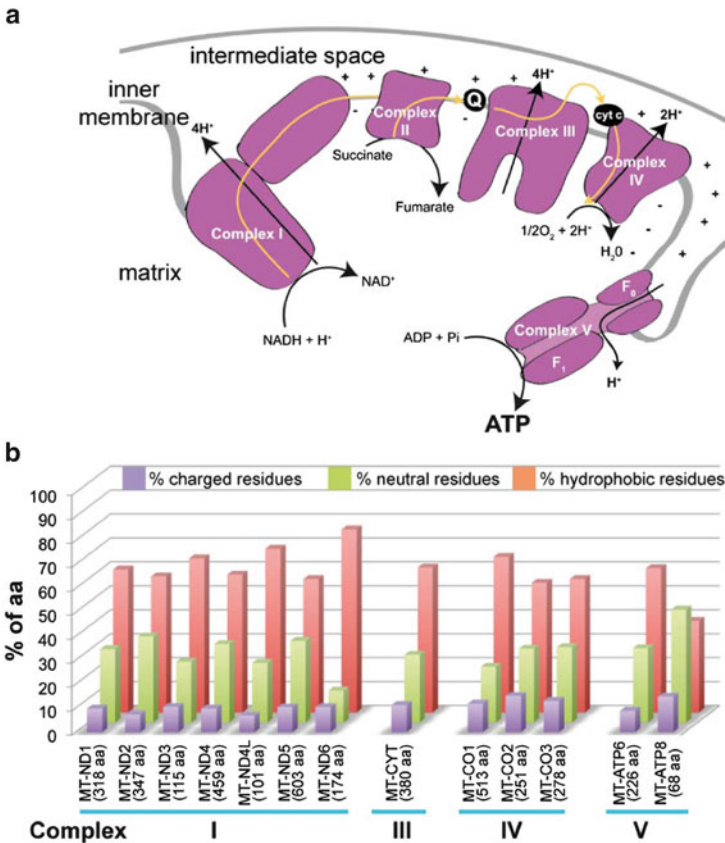 a
intermediate space
inner
membrane
matrix
4H⁺
Complex I
NADH + H⁺
NAD⁺
Complex
II
Succinate
Fumarate
Q
4H⁺
Complex III
cyt c
2H⁺
Complex
IV
1/2O₂ + 2H⁺
H₂0
F₀
Complex V
F₁
ADP + Pi
H⁺
ATP
b
% charged residues
% neutral residues
% hydrophobic residues
% of aa
100
90
80
70
60
50
40
30
20
10
0
MT-ND1
(318 aa)
MT-ND2
(347 aa)
MT-ND3
(115 aa)
MT-ND4
(459 aa)
MT-ND4L
(101 aa)
MT-ND5
(603 aa)
MT-ND6
(174 aa)
MT-CYT
(380 aa)
MT-CO1
(513 aa)
MT-CO2
(251 aa)
MT-CO3
(278 aa)
MT-ATP6
(226 aa)
MT-ATP8
(68 aa)
Complex I III IV V